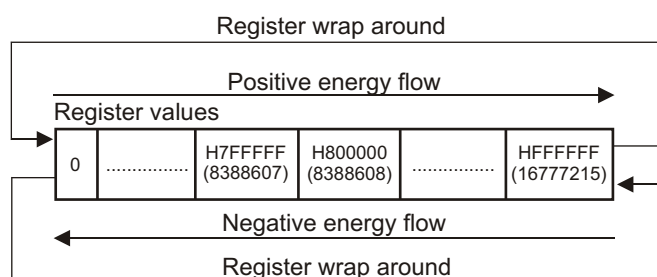 Register wrap around
Positive energy flow
Register values
0 ............... H7FFFFF (8388607) H800000 (8388608) ............... HFFFFFF (16777215)
Negative energy flow
Register wrap around